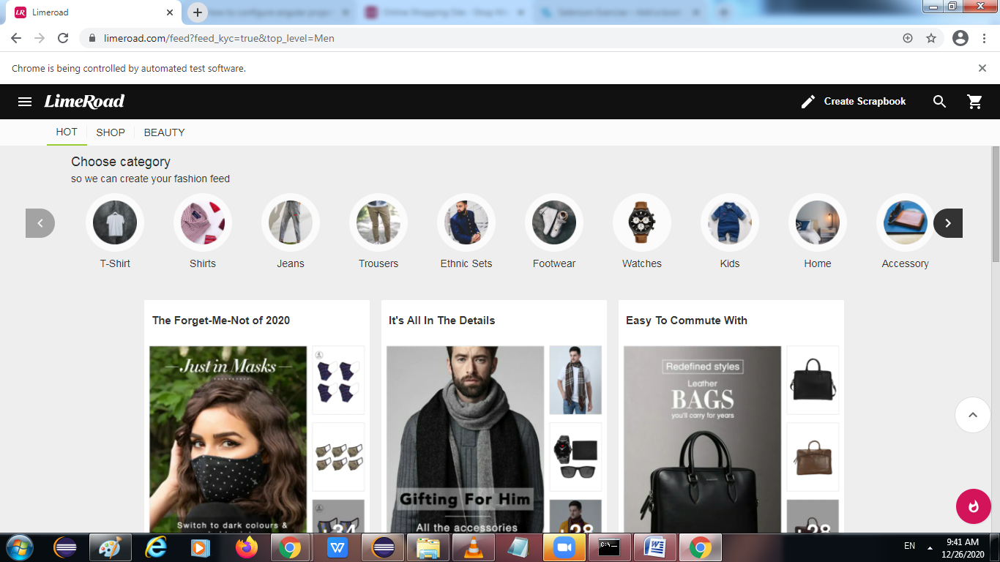 Limeroad
limeroad.com/feed?feed_kyc=true&top_level=Men
Chrome is being controlled by automated test software.
LimeRoad
Create Scrapbook
HOT SHOP BEAUTY
Choose category
so we can create your fashion feed
T-Shirt Shirts Jeans Trousers Ethnic Sets Footwear Watches Kids Home Accessory
The Forget-Me-Not of 2020
Just in Masks
Switch to dark colours &
+34
It's All In The Details
Gifting For Him
All the accessories
+28
Easy To Commute With
Redefined styles
Leather
BAGS
you'll carry for years
+28
EN
9:41 AM
12/26/2020